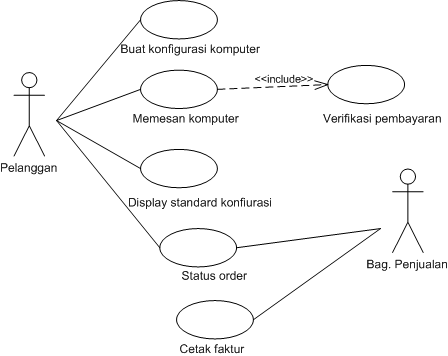 Buat konfigurasi komputer
<<include>>
Memesan komputer
Verifikasi pembayaran
Pelanggan
Display standard konfiurasi
Bag. Penjualan
Status order
Cetak faktur